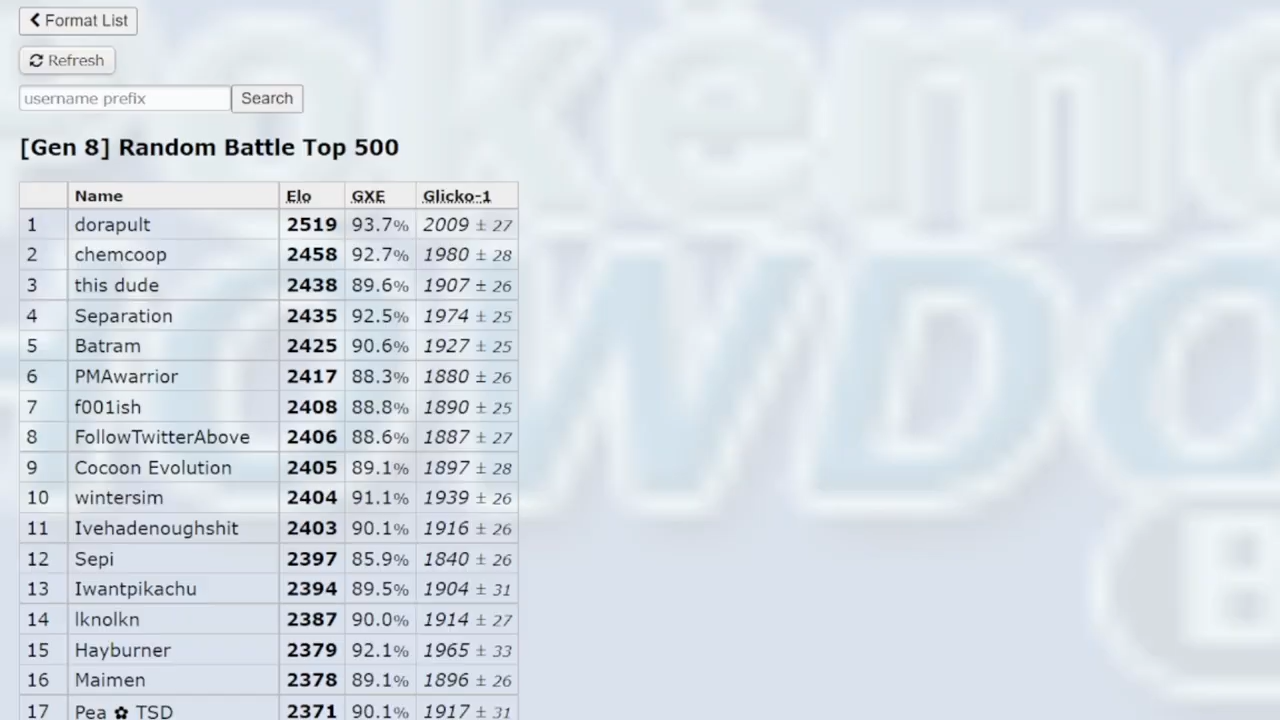 Format List
Refresh
username prefix Search
[Gen 8] Random Battle Top 500
Name Elo GXE Glicko-1
1 dorapult 2519 93.7% 2009 ± 27
2 chemcoop 2458 92.7% 1980 ± 28
3 this dude 2438 89.6% 1907 ± 26
4 Separation 2435 92.5% 1974 ± 25
5 Batram 2425 90.6% 1927 ± 25
6 PMAwarrior 2417 88.3% 1880 ± 26
7 f001ish 2408 88.8% 1890 ± 25
8 FollowTwitterAbove 2406 88.6% 1887 ± 27
9 Cocoon Evolution 2405 89.1% 1897 ± 28
10 wintersim 2404 91.1% 1939 ± 26
11 Ivehadenoughshit 2403 90.1% 1916 ± 26
12 Sepi 2397 85.9% 1840 ± 26
13 Iwantpikachu 2394 89.5% 1904 ± 31
14 lknolkn 2387 90.0% 1914 ± 27
15 Hayburner 2379 92.1% 1965 ± 33
16 Maimen 2378 89.1% 1896 ± 26
17 Pea ✿ TSD 2371 90.1% 1917 ± 31